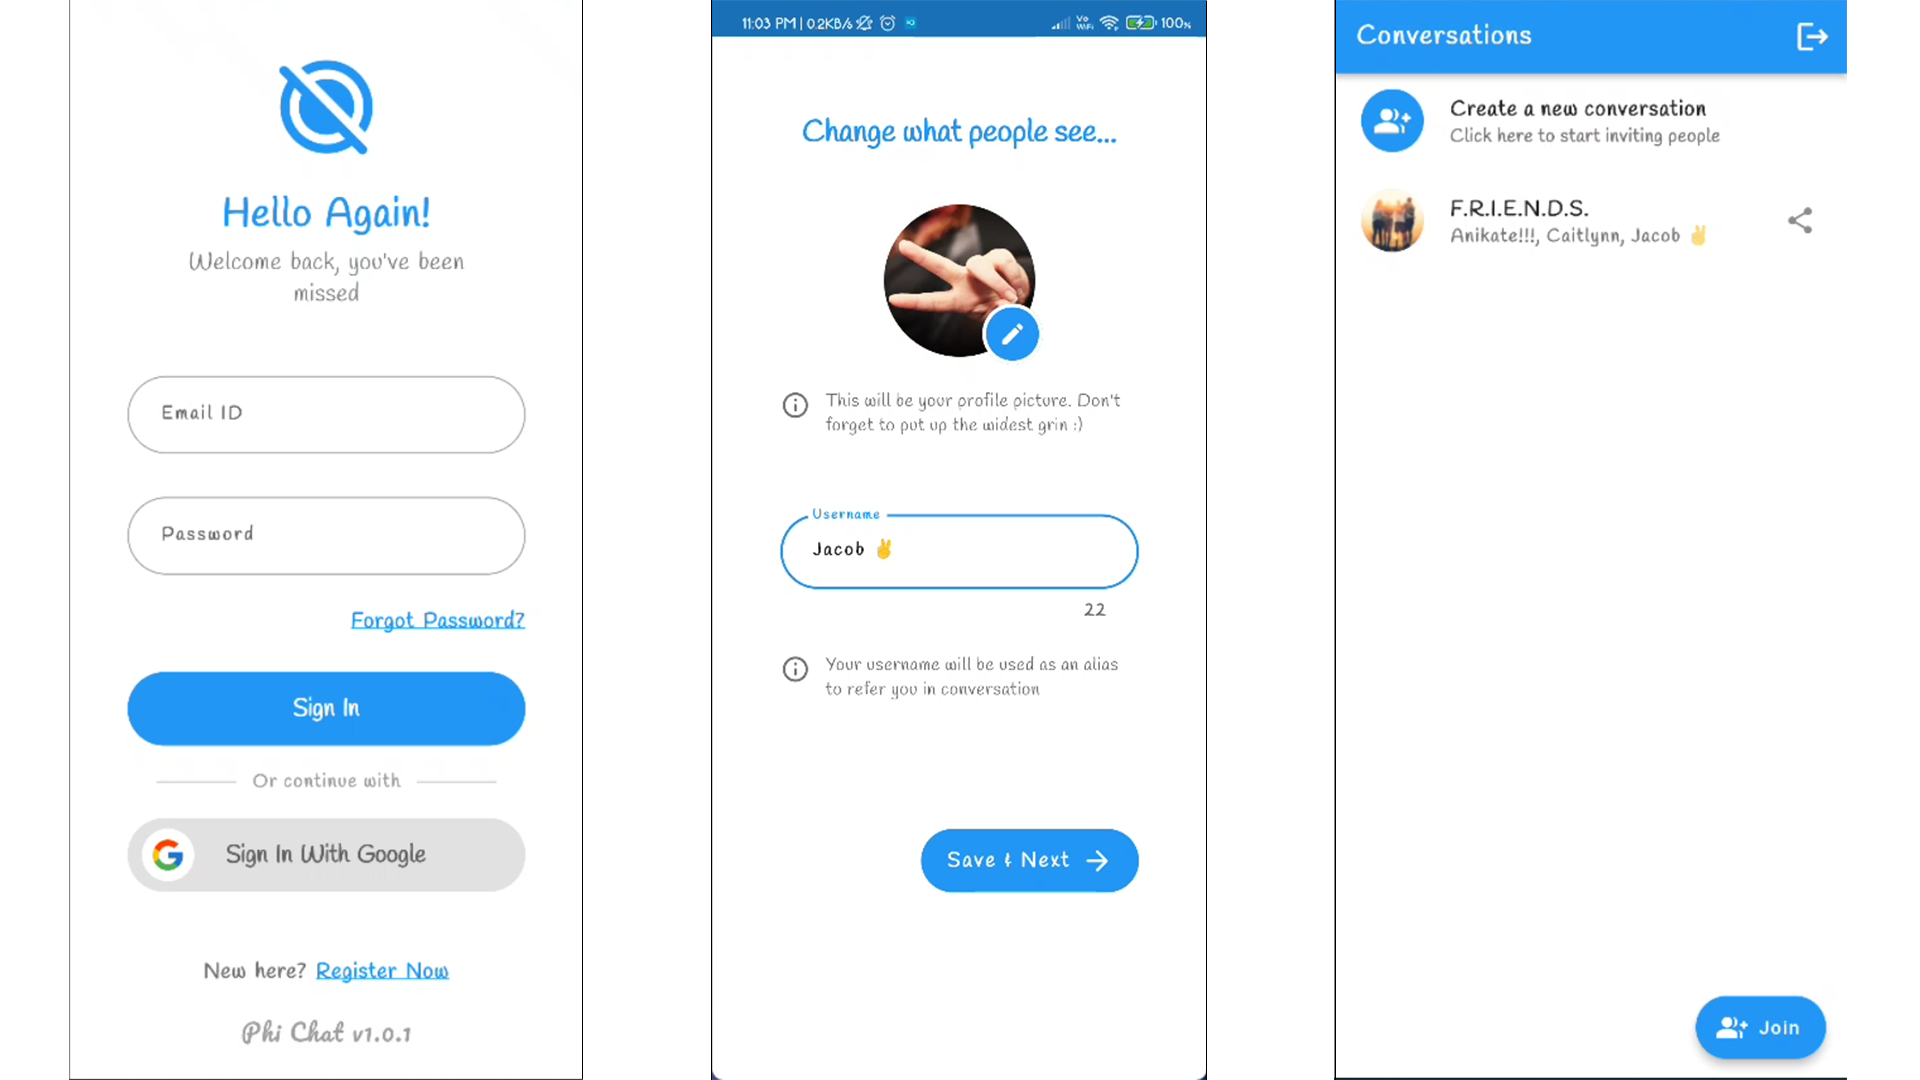 Hello Again!
Welcome back, you've been
missed
Email ID
Password
Forgot Password?
Sign In
Or continue with
Sign In With Google
New here? Register Now
Phi Chat v1.0.1
11:03 PM | 0.2KB/s
Vo
WiFi
100%
Change what people see...
This will be your profile picture. Don't
forget to put up the widest grin :)
Username
Jacob ✌
22
Your username will be used as an alias
to refer you in conversation
Save & Next
Conversations
Create a new conversation
Click here to start inviting people
F.R.I.E.N.D.S.
Anikate!!!, Caitlynn, Jacob ✌
Join